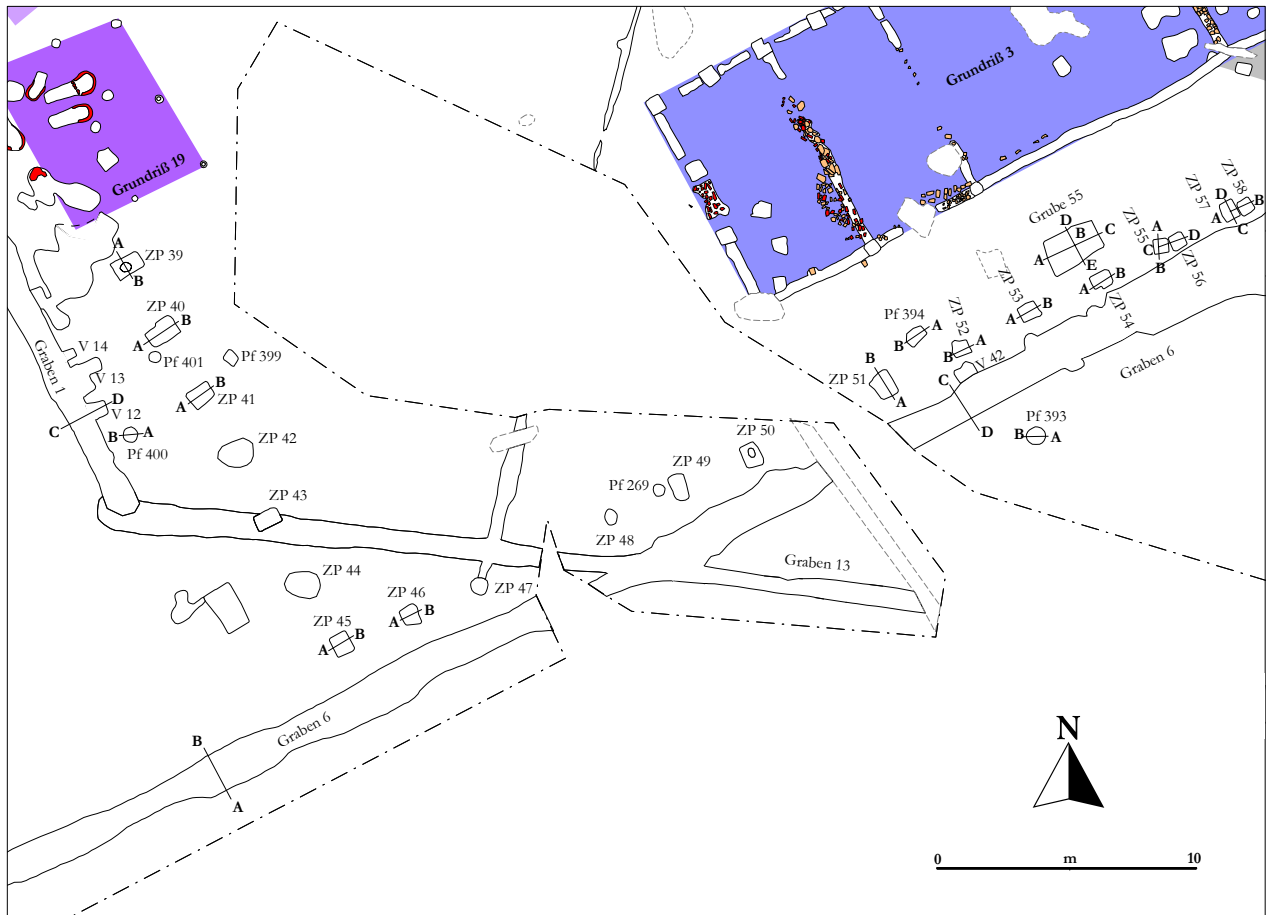 Grundriß 3
Grundriß 19
ZP 58
ZP 57
D
B
A
C
Grube 55
D
B
C
A
E
ZP 55
A
D
C
B
ZP 56
A
ZP 39
B
B
A
ZP 54
ZP 53
B
A
ZP 40
B
A
Pf 394
A
B
ZP 52
A
B
V 14
Pf 401
Pf 399
V 42
Graben 6
Graben 1
V 13
B
A
ZP 41
B
ZP 51
A
C
D
D
V 12
C
B
A
Pf 400
Pf 393
B
A
ZP 42
ZP 50
ZP 49
Pf 269
ZP 43
ZP 48
Graben 13
ZP 44
ZP 47
ZP 46
B
A
ZP 45
B
A
Graben 6
B
A
N
0 m 10